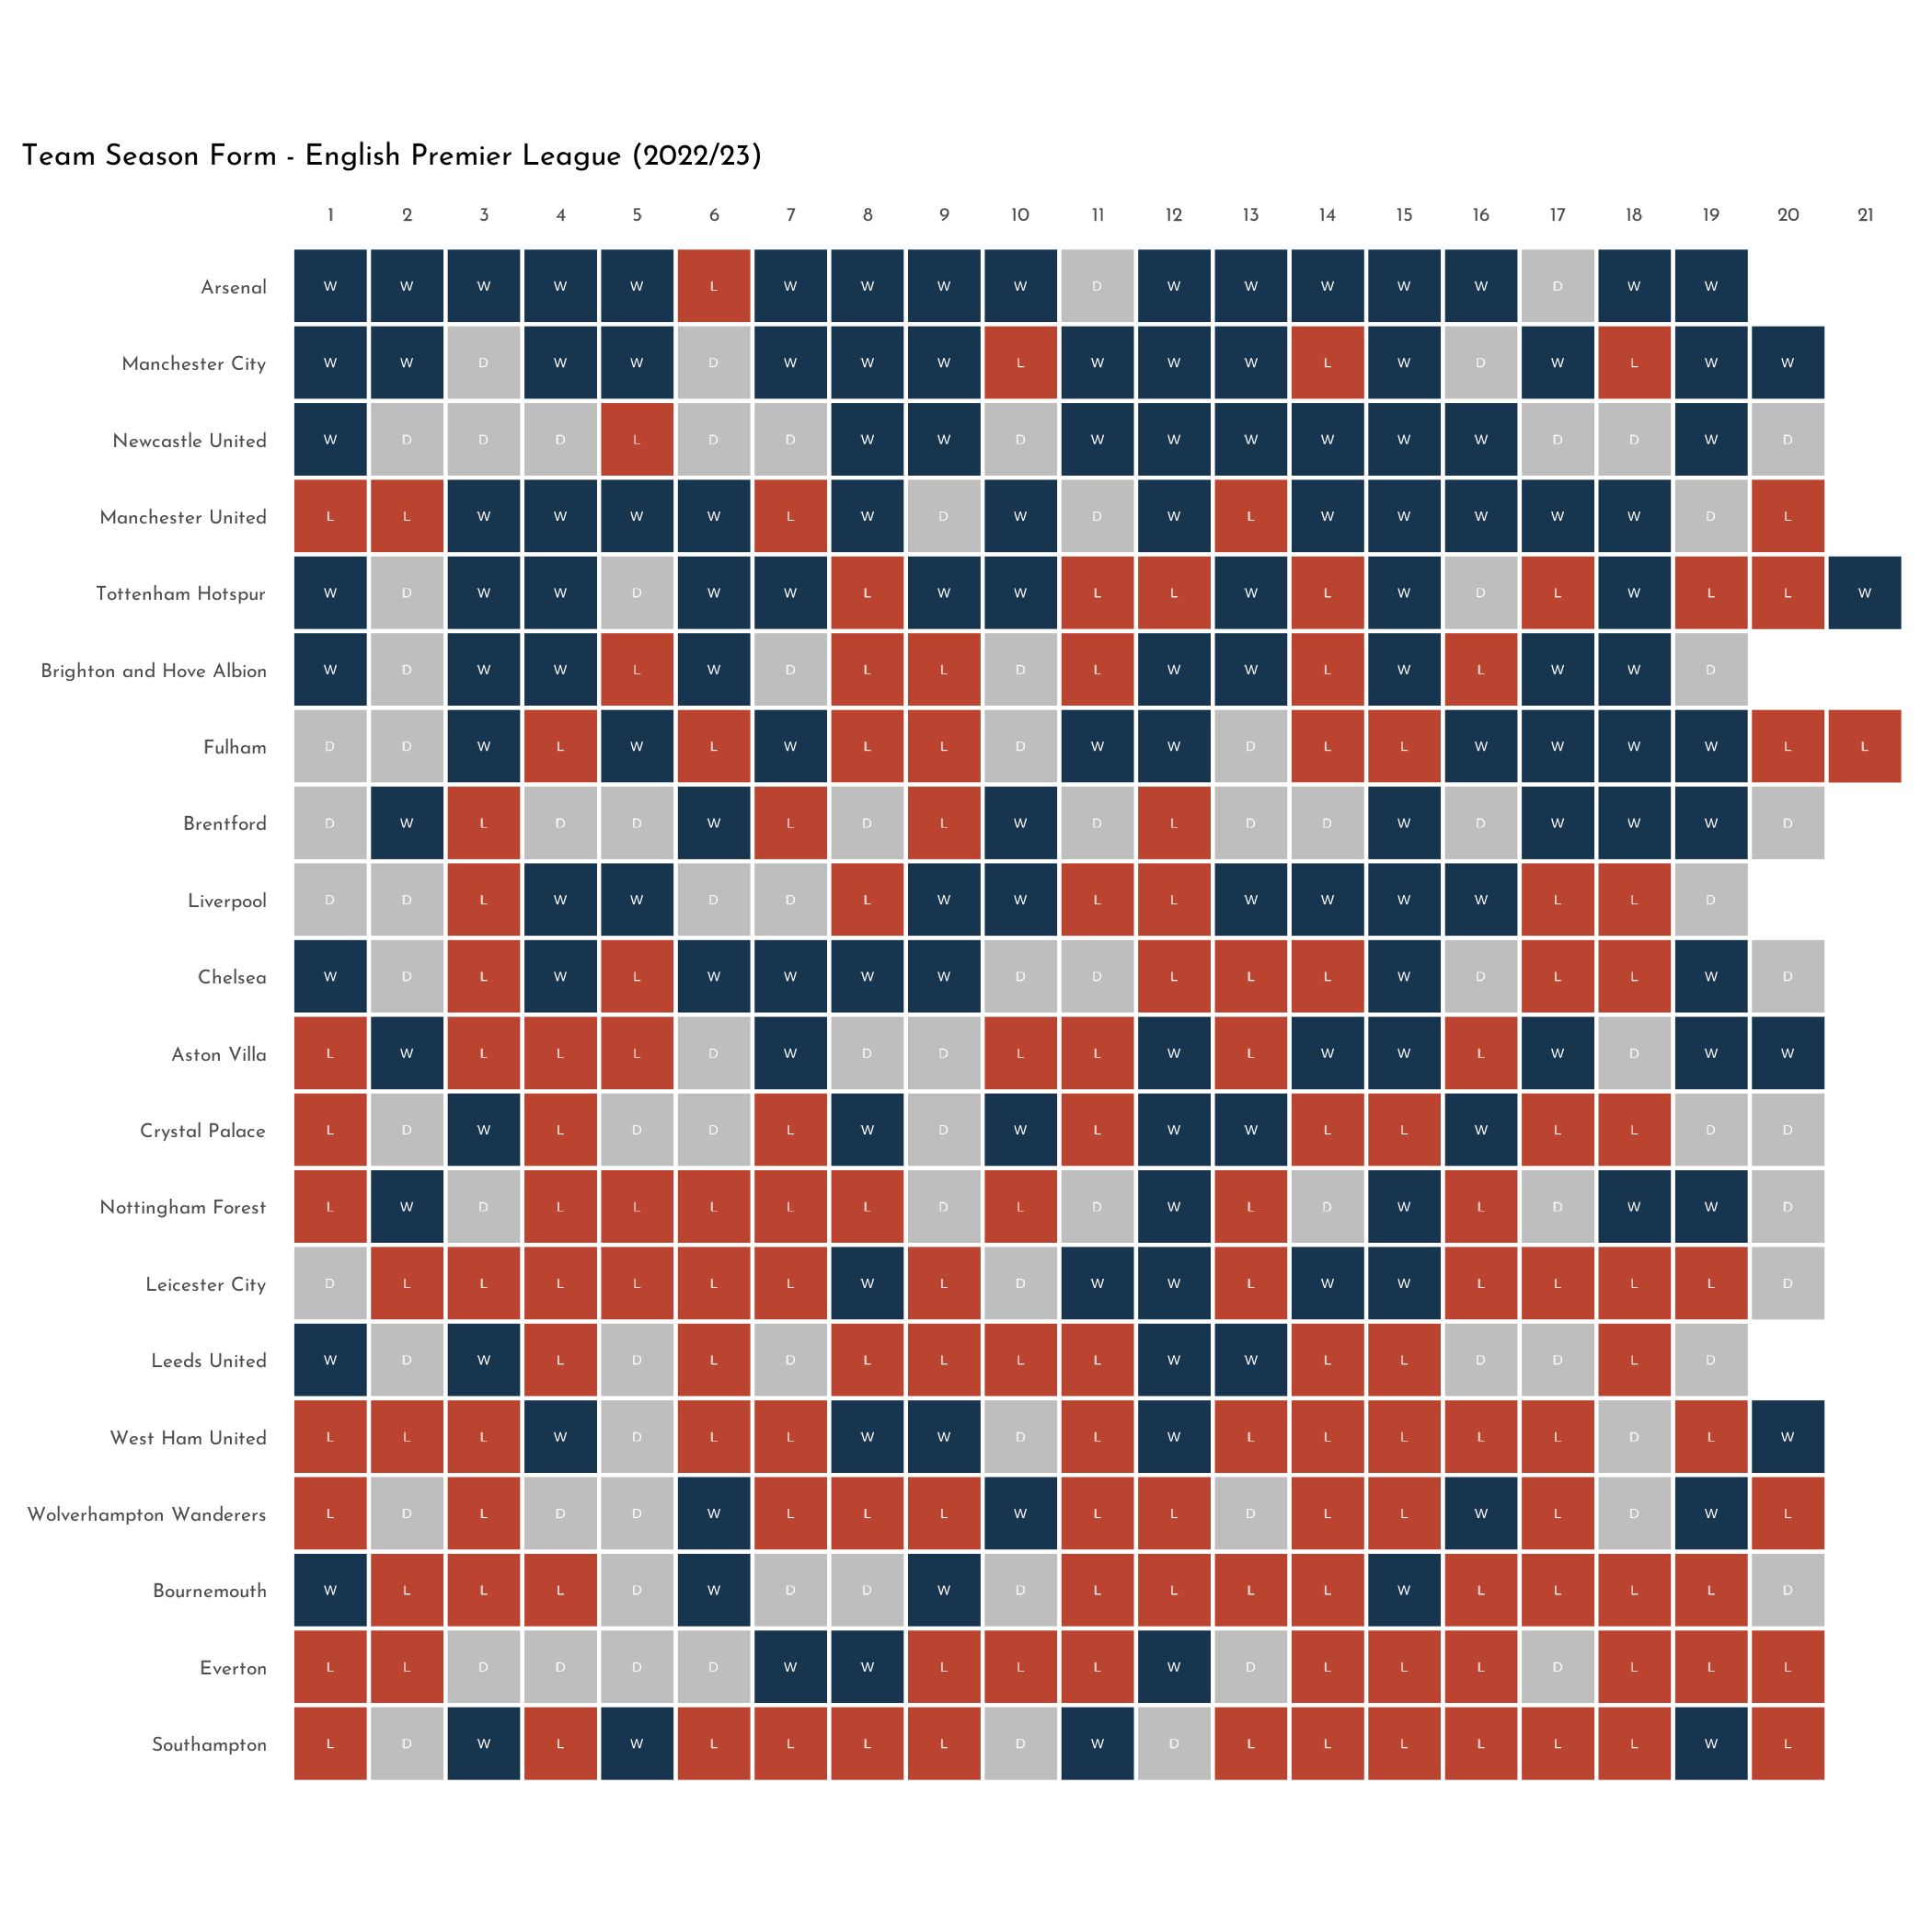 Team Season Form - English Premier League (2022/23)
1 2 3 4 5 6 7 8 9 10 11 12 13 14 15 16 17 18 19 20 21
Arsenal W W W W W L W W W W D W W W W W D W W
Manchester City W W D W W D W W W L W W W L W D W L W W
Newcastle United W D D D L D D W W D W W W W W W D D W D
Manchester United L L W W W W L W D W D W L W W W W W D L
Tottenham Hotspur W D W W D W W L W W L L W L W D L W L L W
Brighton and Hove Albion W D W W L W D L L D L W W L W L W W D
Fulham D D W L W L W L L D W W D L L W W W W L L
Brentford D W L D D W L D L W D L D D W D W W W D
Liverpool D D L W W D D L W W L L W W W W L L D
Chelsea W D L W L W W W W D D L L L W D L L W D
Aston Villa L W L L L D W D D L L W L W W L W D W W
Crystal Palace L D W L D D L W D W L W W L L W L L D D
Nottingham Forest L W D L L L L L D L D W L D W L D W W D
Leicester City D L L L L L L W L D W W L W W L L L L D
Leeds United W D W L D L D L L L L W W L L D D L D
West Ham United L L L W D L L W W D L W L L L L L D L W
Wolverhampton Wanderers L D L D D W L L L W L L D L L W L D W L
Bournemouth W L L L D W D D W D L L L L W L L L L D
Everton L L D D D D W W L L L W D L L L D L L L
Southampton L D W L W L L L L D W D L L L L L L W L